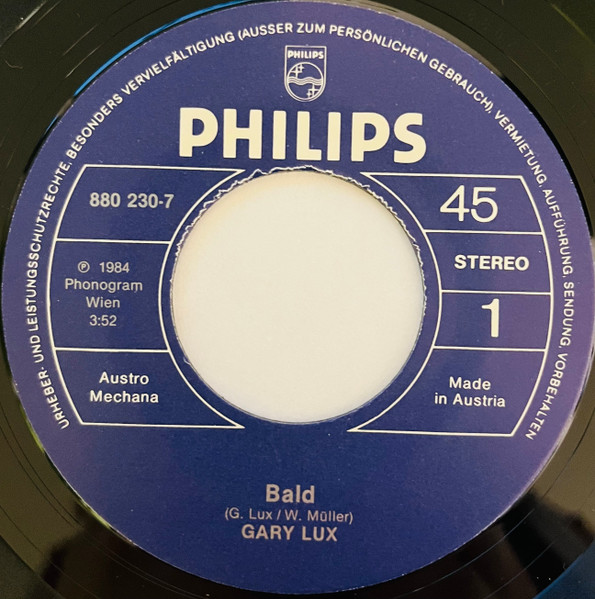 URHEBER- UND LEISTUNGSSCHUTZRECHTE. BESONDERS VERVIELFÄLTIGUNG (AUSSER ZUM PERSÖNLICHEN GEBRAUCH), VERMIETUNG, AUFFÜHRUNG, SENDUNG, VORBEHALTEN
PHILIPS
PHILIPS
880 230-7
45
STEREO
℗ 1984
Phonogram
Wien
3:52
1
Austro
Mechana
Made
in Austria
Bald
(G. Lux / W. Müller)
GARY LUX